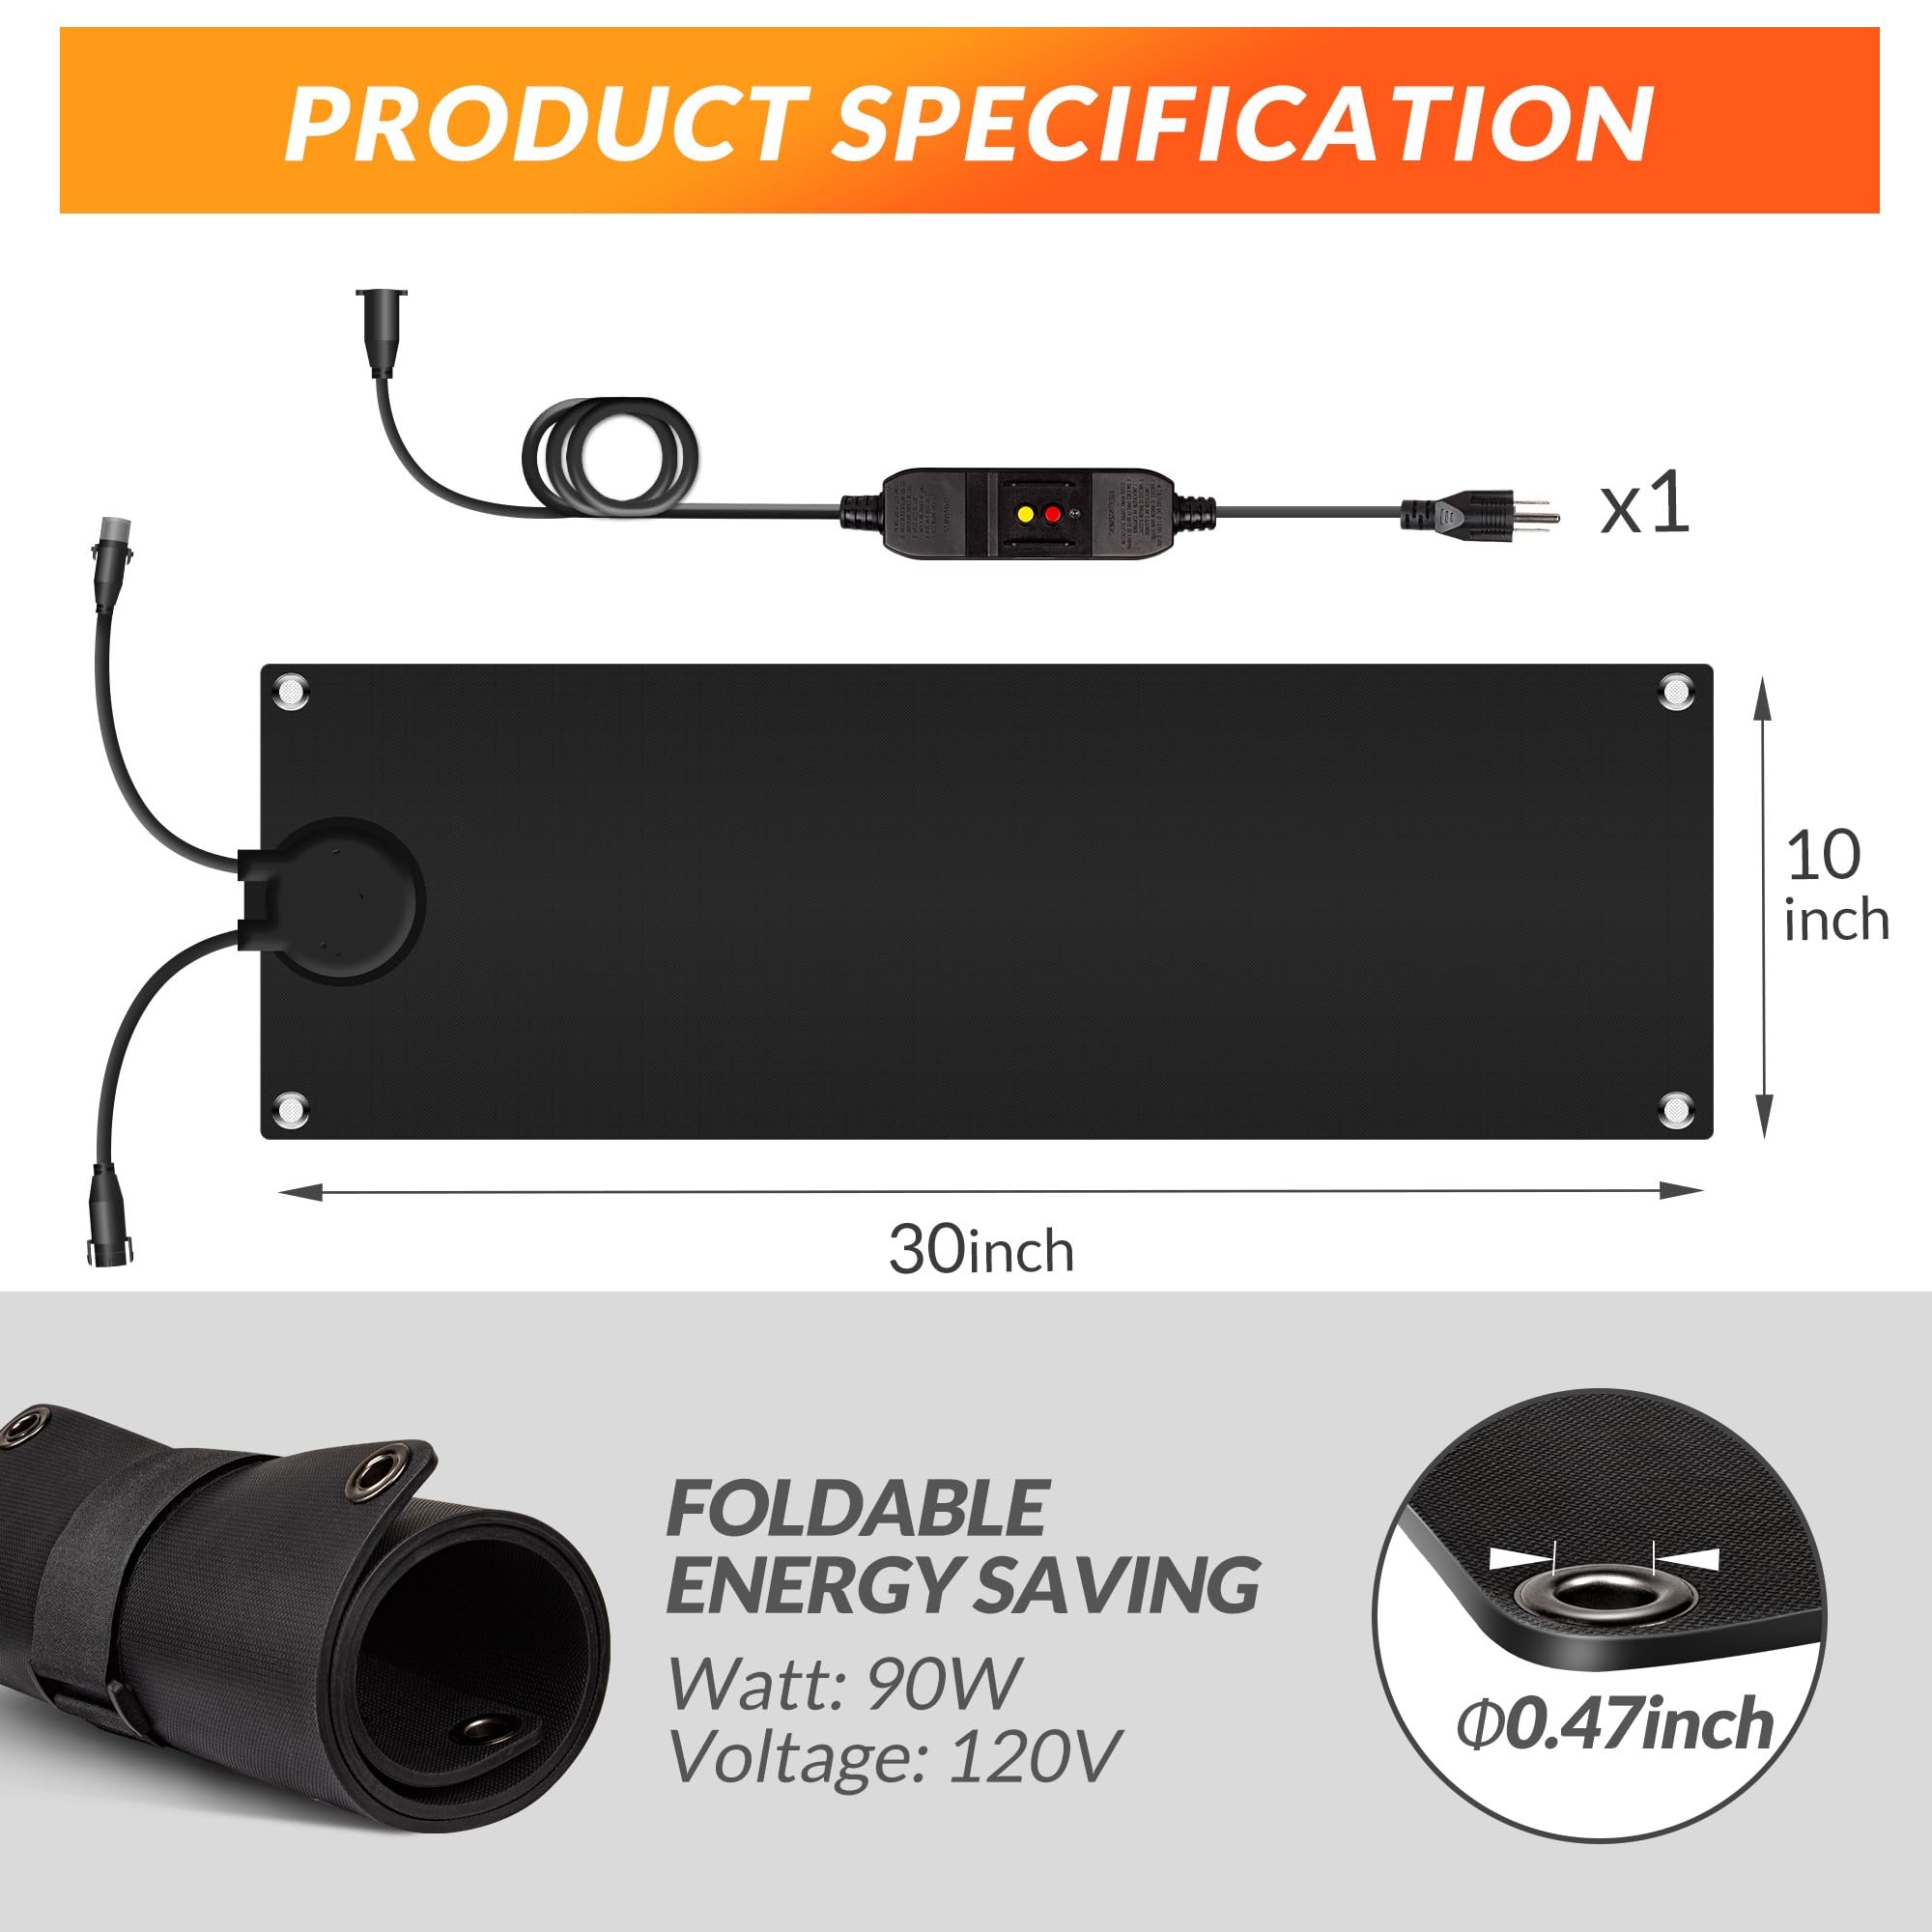 PRODUCT SPECIFICATION
x1
10
inch
30inch
FOLDABLE
ENERGY SAVING
Watt: 90W
Voltage: 120V
Φ0.47inch